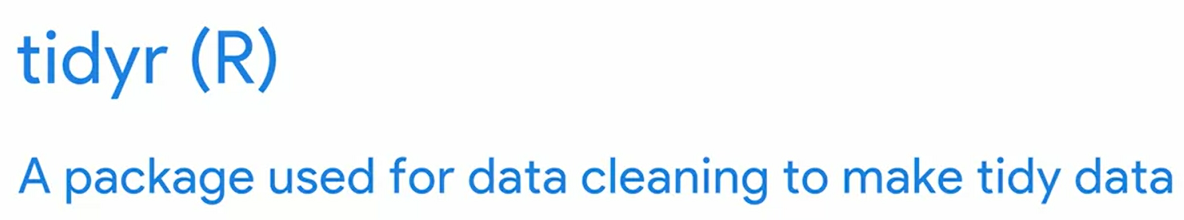 tidyr (R)
A package used for data cleaning to make tidy data